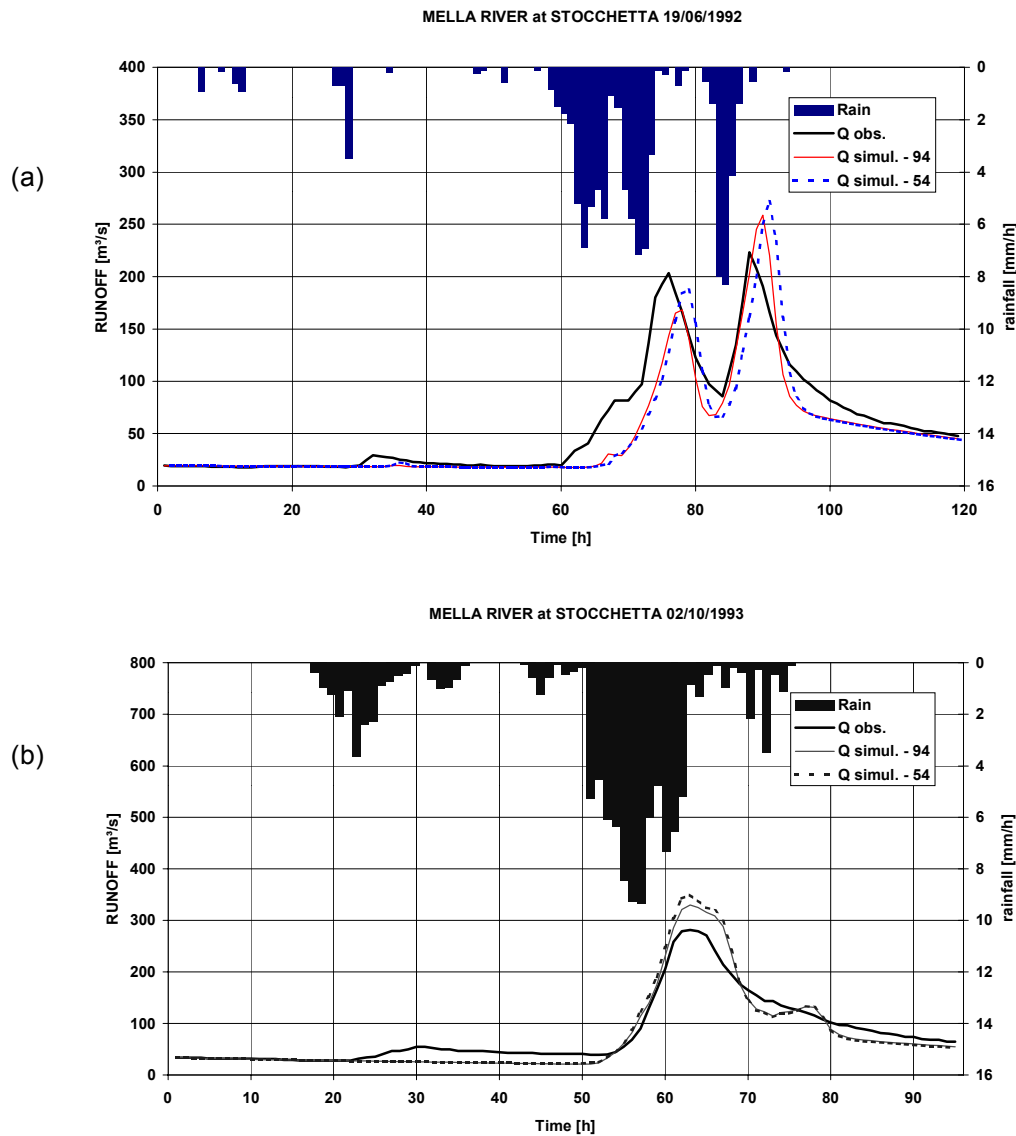 MELLA RIVER at STOCCHETTA 19/06/1992
(a)
RUNOFF [m³/s]
400
350
300
250
200
150
100
50
0
0
20
40
60
80
100
120
Time [h]
0
2
4
6
8
10
12
14
16
rainfall [mm/h]
Rain
Q obs.
Q simul. - 94
Q simul. - 54
MELLA RIVER at STOCCHETTA 02/10/1993
(b)
RUNOFF [m³/s]
800
700
600
500
400
300
200
100
0
0
10
20
30
40
50
60
70
80
90
Time [h]
0
2
4
6
8
10
12
14
16
rainfall [mm/h]
Rain
Q obs.
Q simul. - 94
Q simul. - 54